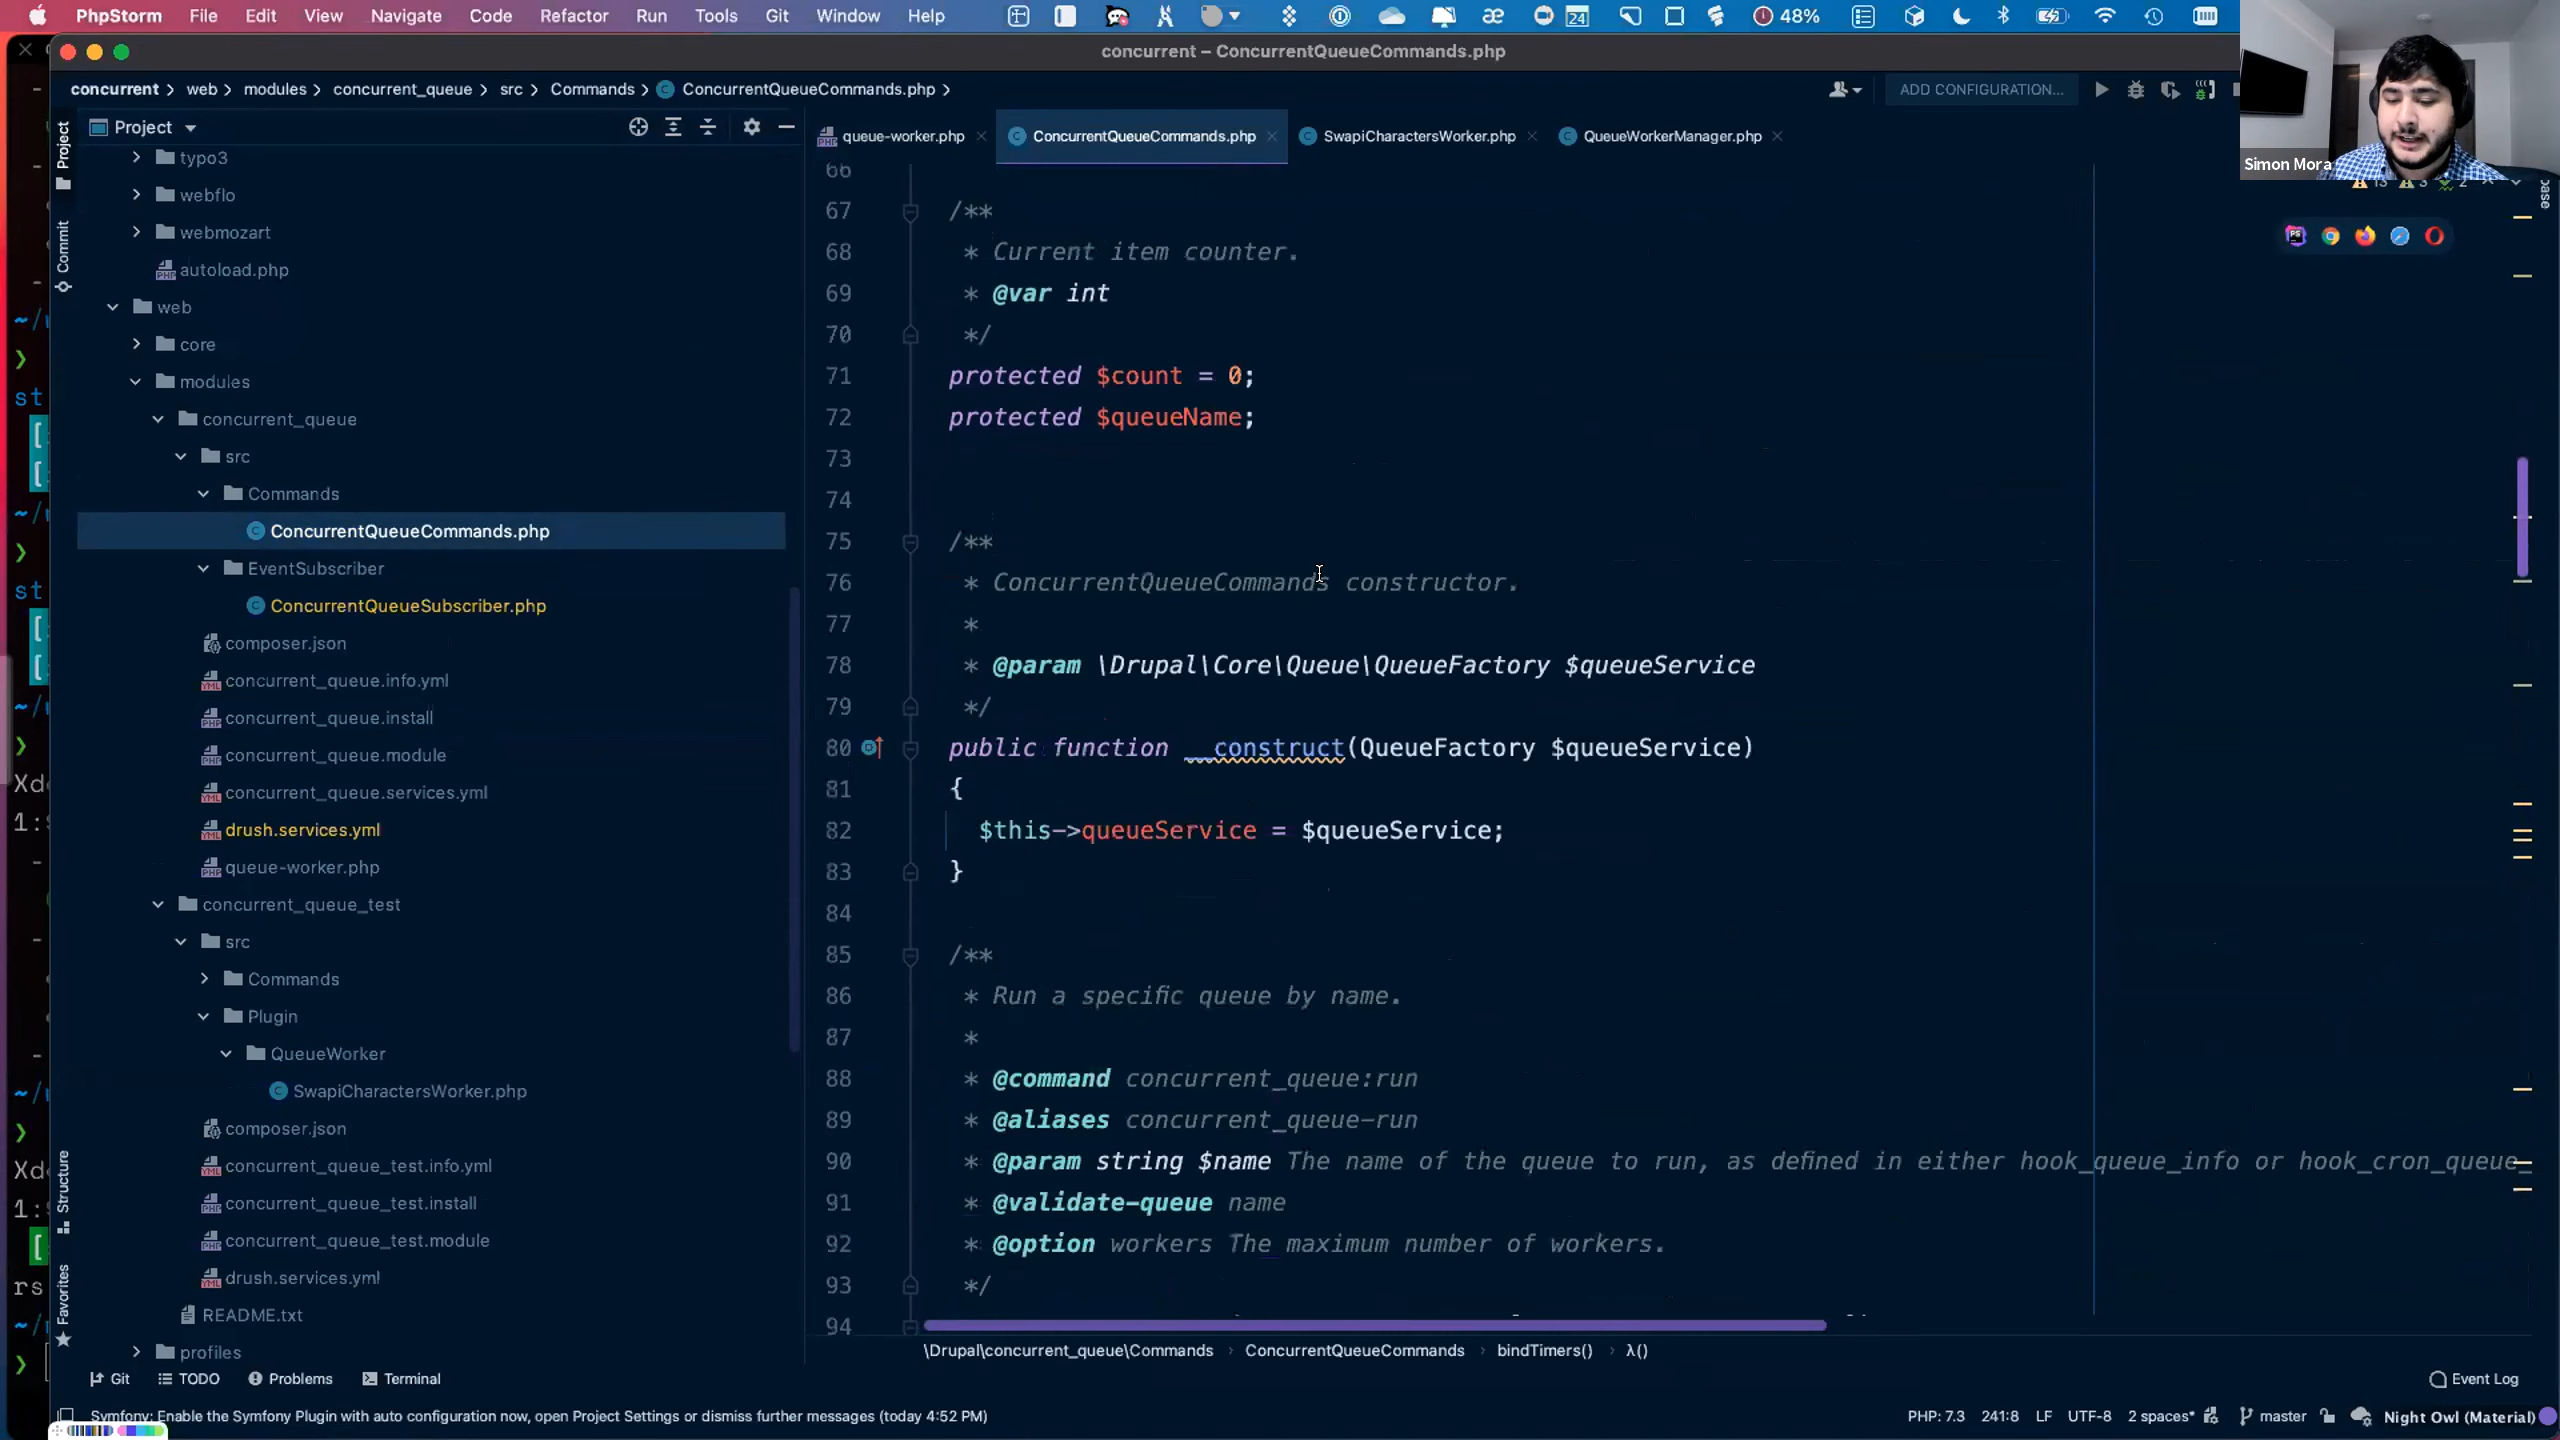 PhpStorm File Edit View Navigate Code Refactor Run Tools Git Window Help 24 48%
concurrent – ConcurrentQueueCommands.php
concurrent web modules concurrent_queue src Commands ConcurrentQueueCommands.php ADD CONFIGURATION...
Project
queue-worker.php ConcurrentQueueCommands.php SwapiCharactersWorker.php QueueWorkerManager.php
Simon Mora
Project
Commit
Structure
Favorites
typo3
webflo
webmozart
autoload.php
web
core
modules
concurrent_queue
src
Commands
ConcurrentQueueCommands.php
EventSubscriber
ConcurrentQueueSubscriber.php
composer.json
concurrent_queue.info.yml
concurrent_queue.install
concurrent_queue.module
concurrent_queue.services.yml
drush.services.yml
queue-worker.php
concurrent_queue_test
src
Commands
Plugin
QueueWorker
SwapiCharactersWorker.php
composer.json
concurrent_queue_test.info.yml
concurrent_queue_test.install
concurrent_queue_test.module
drush.services.yml
README.txt
profiles
66
67 /**
68 * Current item counter.
69 * @var int
70 */
71 protected $count = 0;
72 protected $queueName;
73
74
75 /**
76 * ConcurrentQueueCommands constructor.
77 *
78 * @param \Drupal\Core\Queue\QueueFactory $queueService
79 */
80 public function __construct(QueueFactory $queueService)
81 {
82 $this->queueService = $queueService;
83 }
84
85 /**
86 * Run a specific queue by name.
87 *
88 * @command concurrent_queue:run
89 * @aliases concurrent_queue-run
90 * @param string $name The name of the queue to run, as defined in either hook_queue_info or hook_cron_queue_
91 * @validate-queue name
92 * @option workers The maximum number of workers.
93 */
94
\Drupal\concurrent_queue\Commands ConcurrentQueueCommands bindTimers() λ()
Git TODO Problems Terminal Event Log
Symfony: Enable the Symfony Plugin with auto configuration now, open Project Settings or dismiss further messages (today 4:52 PM) PHP: 7.3 241:8 LF UTF-8 2 spaces* master Night Owl (Material)